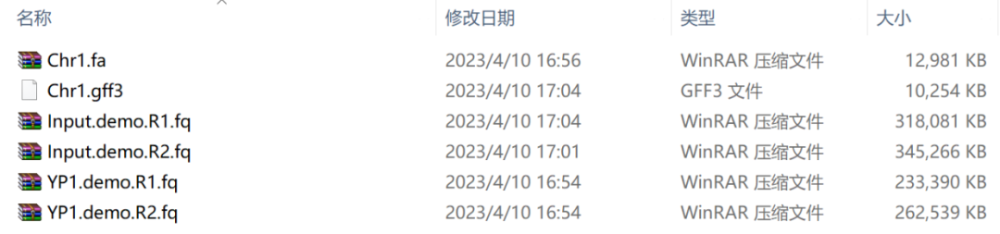 名称 修改日期 类型 大小
Chr1.fa 2023/4/10 16:56 WinRAR 压缩文件 12,981 KB
Chr1.gff3 2023/4/10 17:04 GFF3 文件 10,254 KB
Input.demo.R1.fq 2023/4/10 17:04 WinRAR 压缩文件 318,081 KB
Input.demo.R2.fq 2023/4/10 17:01 WinRAR 压缩文件 345,266 KB
YP1.demo.R1.fq 2023/4/10 16:54 WinRAR 压缩文件 233,390 KB
YP1.demo.R2.fq 2023/4/10 16:54 WinRAR 压缩文件 262,539 KB